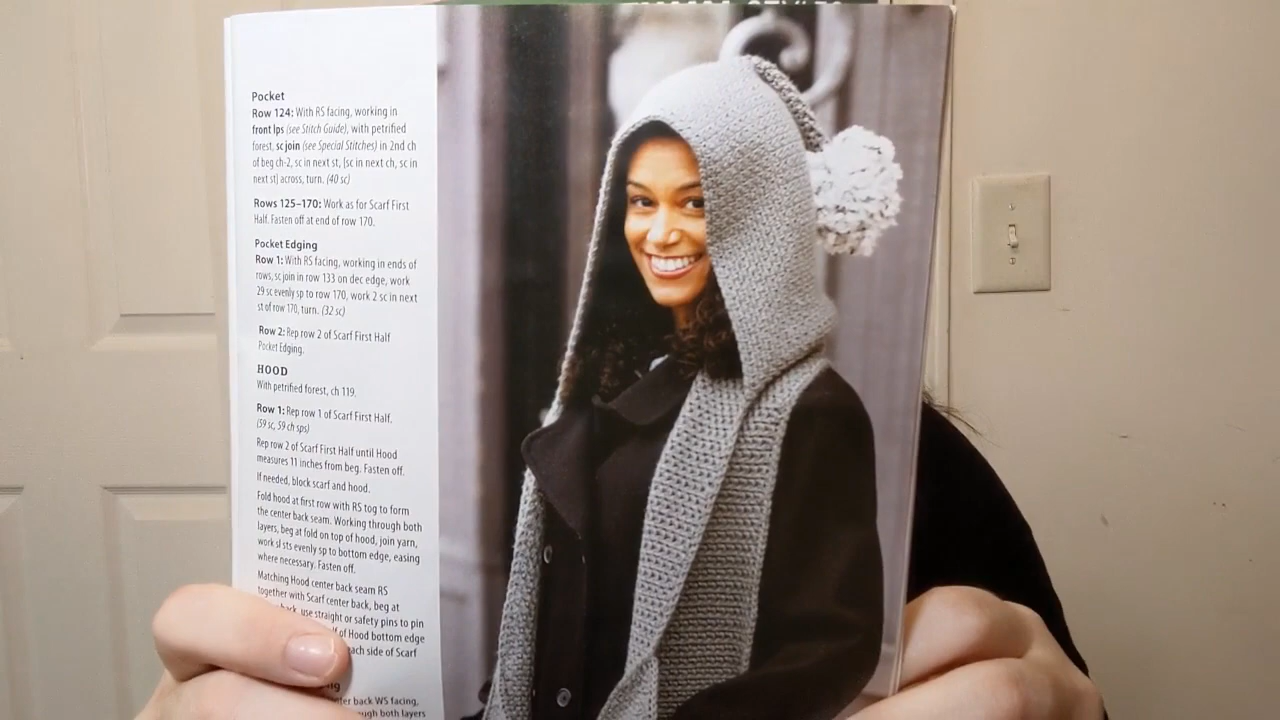 Pocket
Row 124: With RS facing, working in
front lps (see Stitch Guide), with petrified
forest, sc join (see Special Stitches) in 2nd ch
of beg ch-2, sc in next st, [sc in next ch, sc in
next st] across, turn. (40 sc)
Rows 125–170: Work as for Scarf First
Half. Fasten off at end of row 170.
Pocket Edging
Row 1: With RS facing, working in ends of
rows, sc join in row 133 on dec edge, work
29 sc evenly sp to row 170, work 2 sc in next
st of row 170, turn. (32 sc)
Row 2: Rep row 2 of Scarf First Half
Pocket Edging.
HOOD
With petrified forest, ch 119.
Row 1: Rep row 1 of Scarf First Half.
(59 sc, 59 ch sps)
Rep row 2 of Scarf First Half until Hood
measures 11 inches from beg. Fasten off.
If needed, block scarf and hood.
Fold hood at first row with RS tog to form
the center back seam. Working through both
layers, beg at fold on top of hood, join yarn,
work sl sts evenly sp to bottom edge, easing
where necessary. Fasten off.
Matching Hood center back seam RS
together with Scarf center back, beg at
back, use straight or safety pins to pin
of Hood bottom edge
each side of Scarf
back WS facing,
both layers